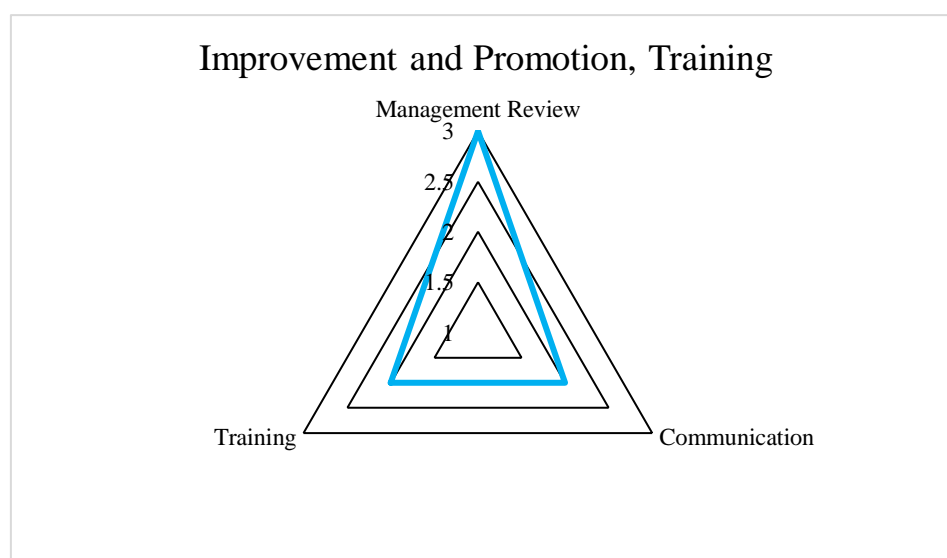 Improvement and Promotion, Training
Management Review
3
2.5
2
1.5
1
Training
Communication